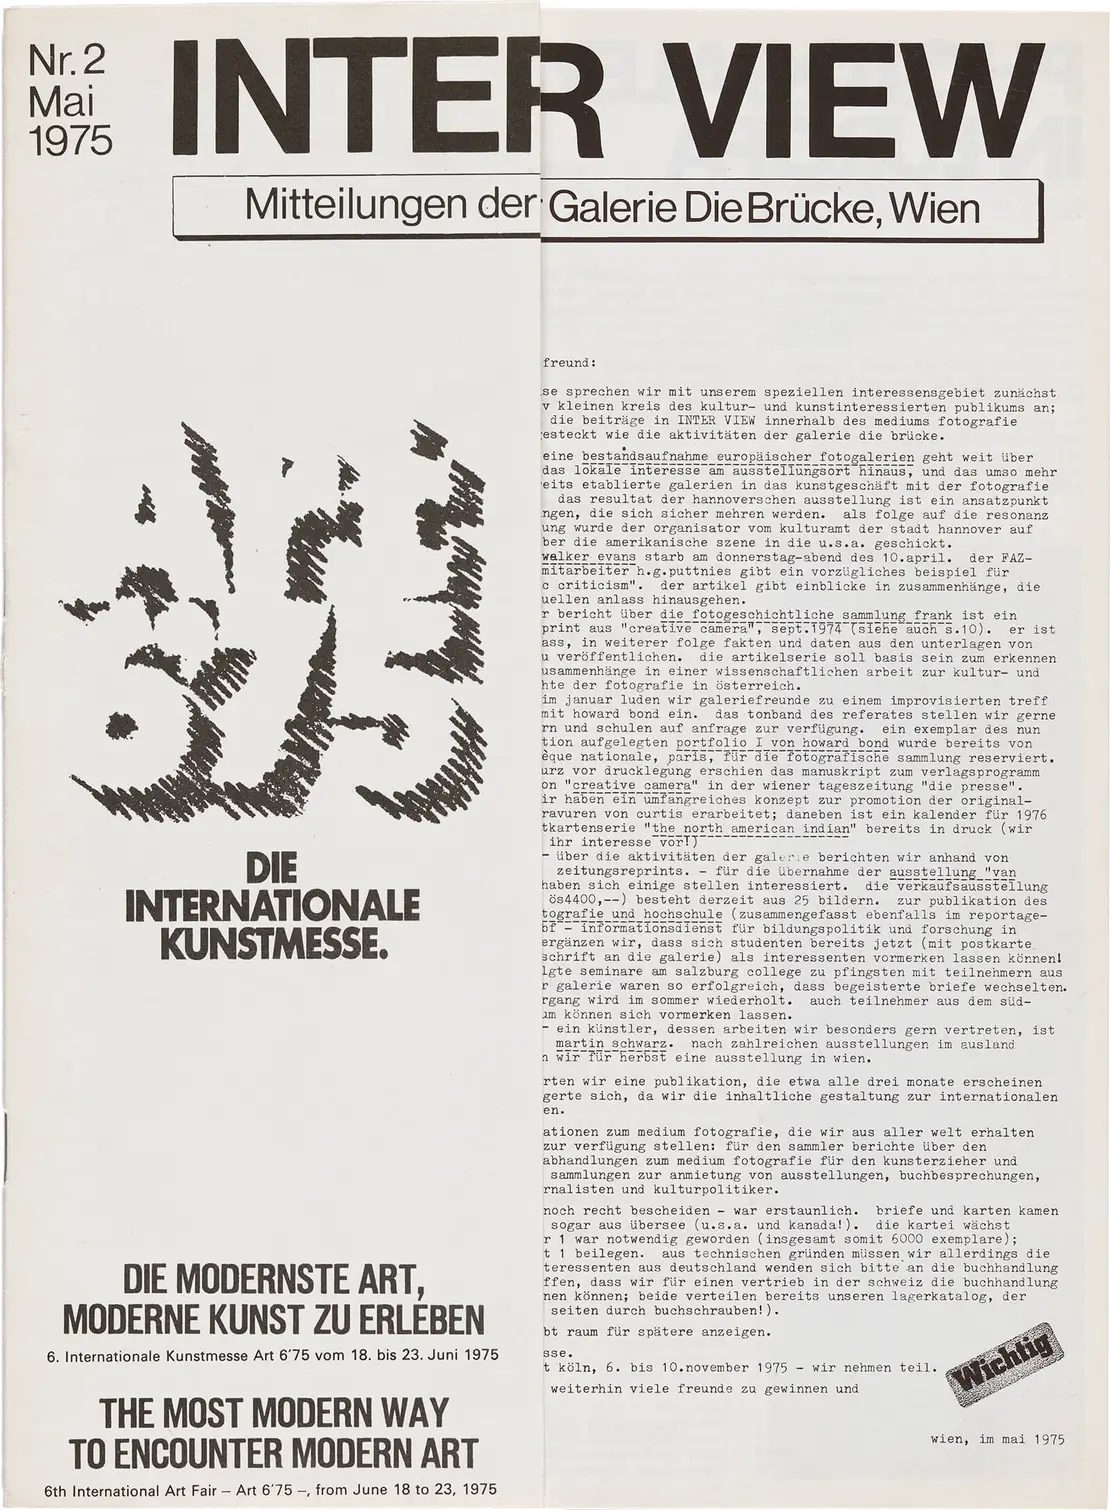 Nr. 2
Mai
1975
INTER VIEW
Mitteilungen der Galerie Die Brücke, Wien
DIE
INTERNATIONALE
KUNSTMESSE.
DIE MODERNSTE ART,
MODERNE KUNST ZU ERLEBEN
6. Internationale Kunstmesse Art 6'75 vom 18. bis 23. Juni 1975
THE MOST MODERN WAY
TO ENCOUNTER MODERN ART
6th International Art Fair – Art 6'75 –, from June 18 to 23, 1975
freund:
se sprechen wir mit unserem speziellen interessensgebiet zunächst
v kleinen kreis des kultur- und kunstinteressierten publikums an;
die beiträge in INTER VIEW innerhalb des mediums fotografie
esteckt wie die aktivitäten der galerie die brücke.
eine bestandsaufnahme europäischer fotogalerien geht weit über
das lokale interesse am ausstellungsort hinaus, und das umso mehr
eits etablierte galerien in das kunstgeschäft mit der fotografie
das resultat der hannoverschen ausstellung ist ein ansatzpunkt
ngen, die sich sicher mehren werden. als folge auf die resonanz
ung wurde der organisator vom kulturamt der stadt hannover auf
ber die amerikanische szene in die u.s.a. geschickt.
walker evans starb am donnerstag-abend des 10.april. der FAZ-
mitarbeiter h.g.puttnies gibt ein vorzügliches beispiel für
c criticism". der artikel gibt einblicke in zusammenhänge, die
uellen anlass hinausgehen.
r bericht über die fotogeschichtliche sammlung frank ist ein
print aus "creative camera", sept.1974 (siehe auch s.10). er ist
ass, in weiterer folge fakten und daten aus den unterlagen von
u veröffentlichen. die artikelserie soll basis sein zum erkennen
usammenhänge in einer wissenschaftlichen arbeit zur kultur- und
hte der fotografie in österreich.
im januar luden wir galeriefreunde zu einem improvisierten treff
mit howard bond ein. das tonband des referates stellen wir gerne
rn und schulen auf anfrage zur verfügung. ein exemplar des nun
tion aufgelegten portfolio I von howard bond wurde bereits von
èque nationale, paris, für die fotografische sammlung reserviert.
urz vor drucklegung erschien das manuskript zum verlagsprogramm
on "creative camera" in der wiener tageszeitung "die presse".
ir haben ein umfangreiches konzept zur promotion der original-
ravuren von curtis erarbeitet; daneben ist ein kalender für 1976
tkartenserie "the north american indian" bereits in druck (wir
ihr interesse vor!)
- über die aktivitäten der galerie berichten wir anhand von
zeitungsreprints. - für die übernahme der ausstellung "van
haben sich einige stellen interessiert. die verkaufsausstellung
ös4400,--) besteht derzeit aus 25 bildern. zur publikation des
tografie und hochschule (zusammengefasst ebenfalls im reportage-
bf - informationsdienst für bildungspolitik und forschung in
ergänzen wir, dass sich studenten bereits jetzt (mit postkarte
schrift an die galerie) als interessenten vormerken lassen können!
lgte seminare am salzburg college zu pfingsten mit teilnehmern aus
r galerie waren so erfolgreich, dass begeisterte briefe wechselten.
rgang wird im sommer wiederholt. auch teilnehmer aus dem süd-
um können sich vormerken lassen.
- ein künstler, dessen arbeiten wir besonders gern vertreten, ist
martin schwarz. nach zahlreichen ausstellungen im ausland
n wir für herbst eine ausstellung in wien.
rten wir eine publikation, die etwa alle drei monate erscheinen
gerte sich, da wir die inhaltliche gestaltung zur internationalen
en.
ationen zum medium fotografie, die wir aus aller welt erhalten
zur verfügung stellen: für den sammler berichte über den
abhandlungen zum medium fotografie für den kunsterzieher und
sammlungen zur anmietung von ausstellungen, buchbesprechungen,
rnalisten und kulturpolitiker.
noch recht bescheiden - war erstaunlich. briefe und karten kamen
sogar aus übersee (u.s.a. und kanada!). die kartei wächst
r 1 war notwendig geworden (insgesamt somit 6000 exemplare);
t 1 beilegen. aus technischen gründen müssen wir allerdings die
teressenten aus deutschland wenden sich bitte an die buchhandlung
ffen, dass wir für einen vertrieb in der schweiz die buchhandlung
nen können; beide verteilen bereits unseren lagerkatalog, der
seiten durch buchschrauben!).
bt raum für spätere anzeigen.
sse.
t köln, 6. bis 10.november 1975 - wir nehmen teil.
weiterhin viele freunde zu gewinnen und
Wichtig
wien, im mai 1975